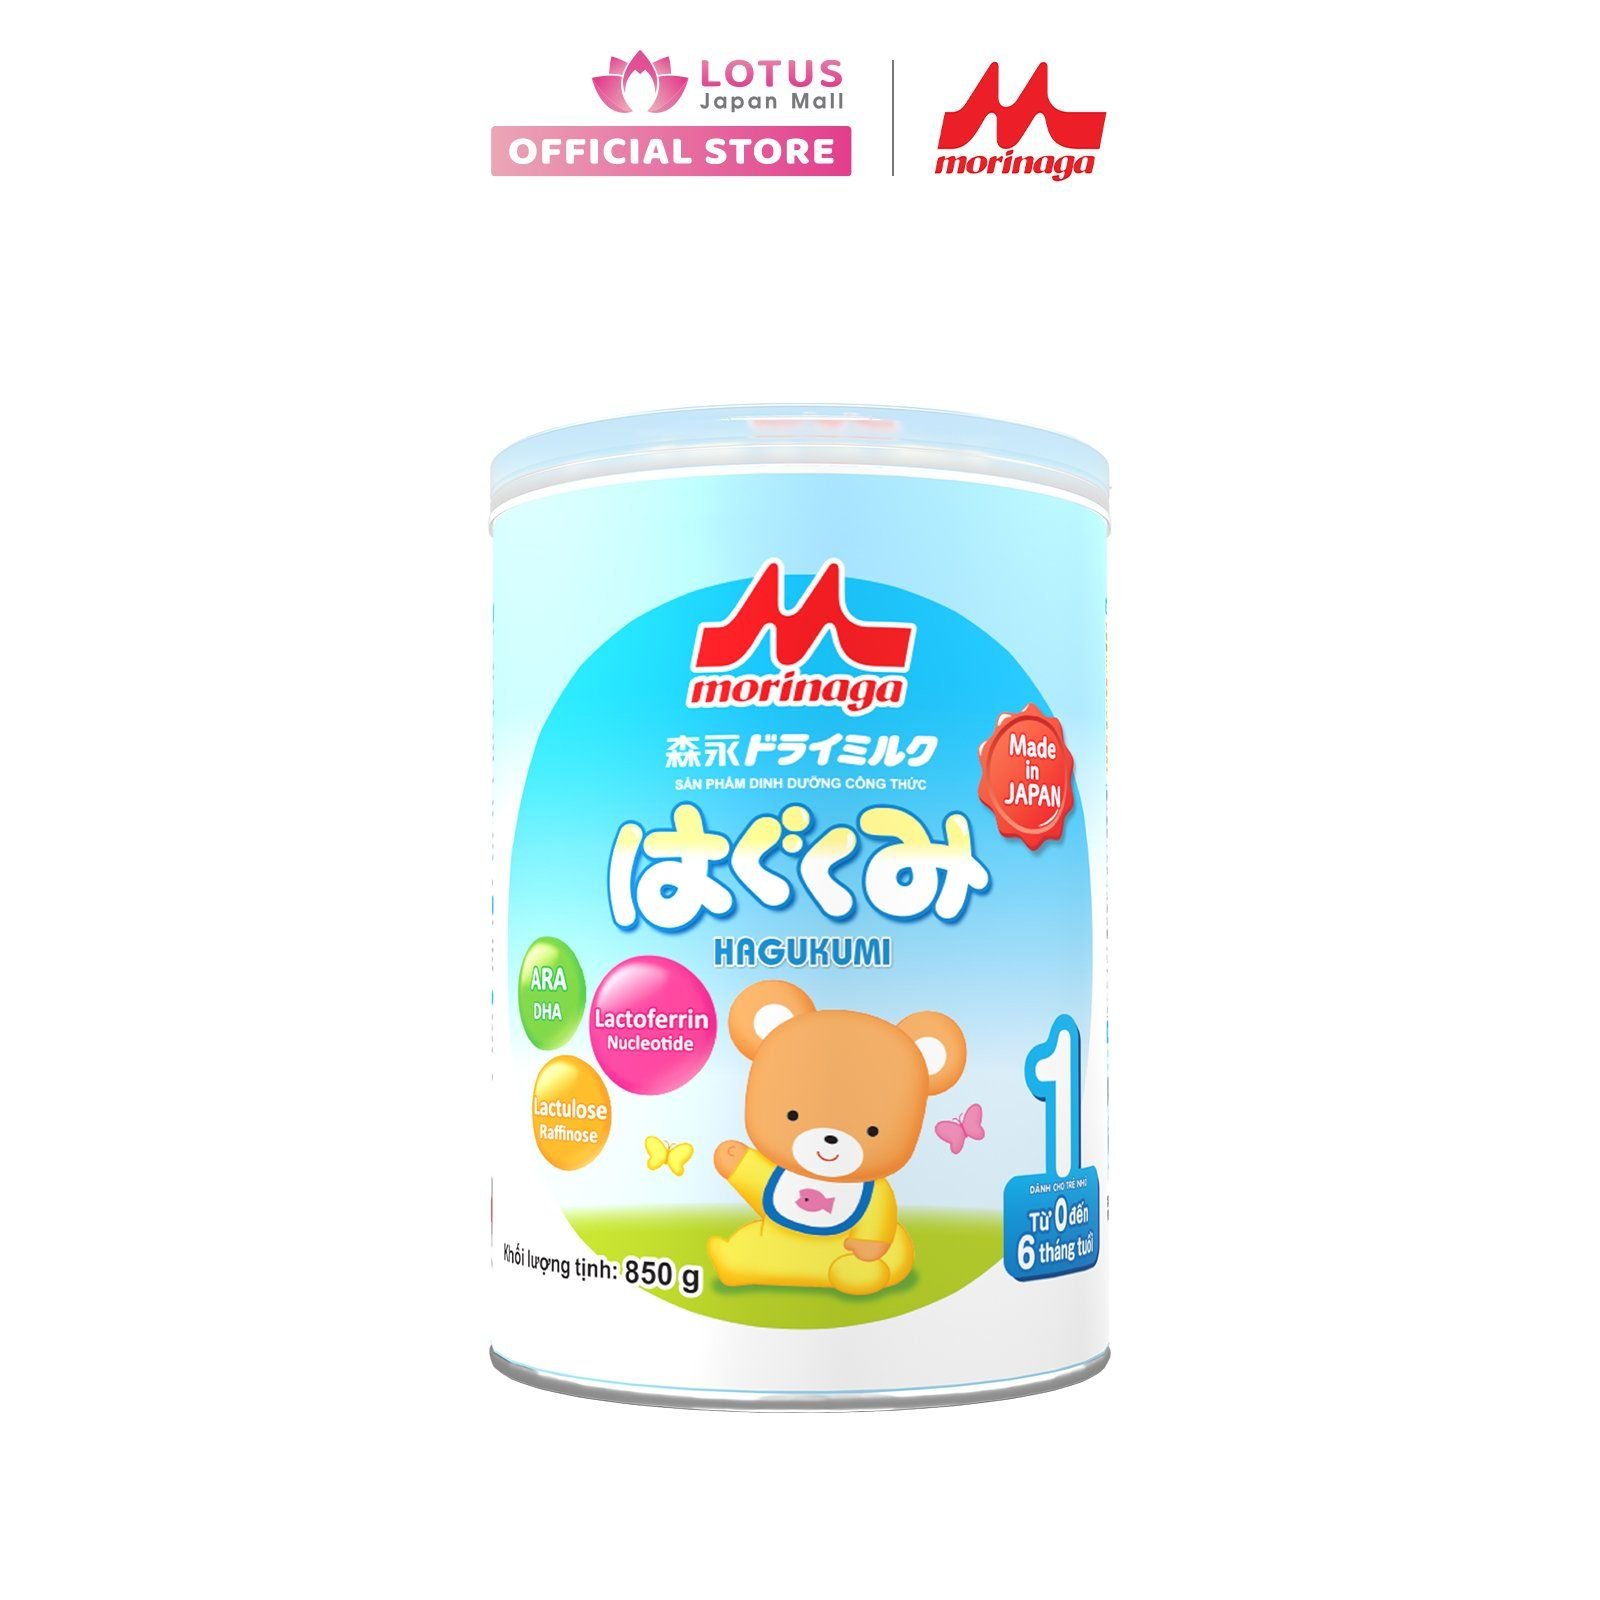 LOTUS
Japan Mall
OFFICIAL STORE
morinaga
morinaga
森永ドライミルク
SẢN PHẨM DINH DƯỠNG CÔNG THỨC
Made
in
JAPAN
はぐくみ
HAGUKUMI
ARA
DHA
Lactoferrin
Nucleotide
Lactulose
Raffinose
1
DÀNH CHO TRẺ NHỎ
Từ 0 đến
6 tháng tuổi
Khối lượng tịnh: 850 g